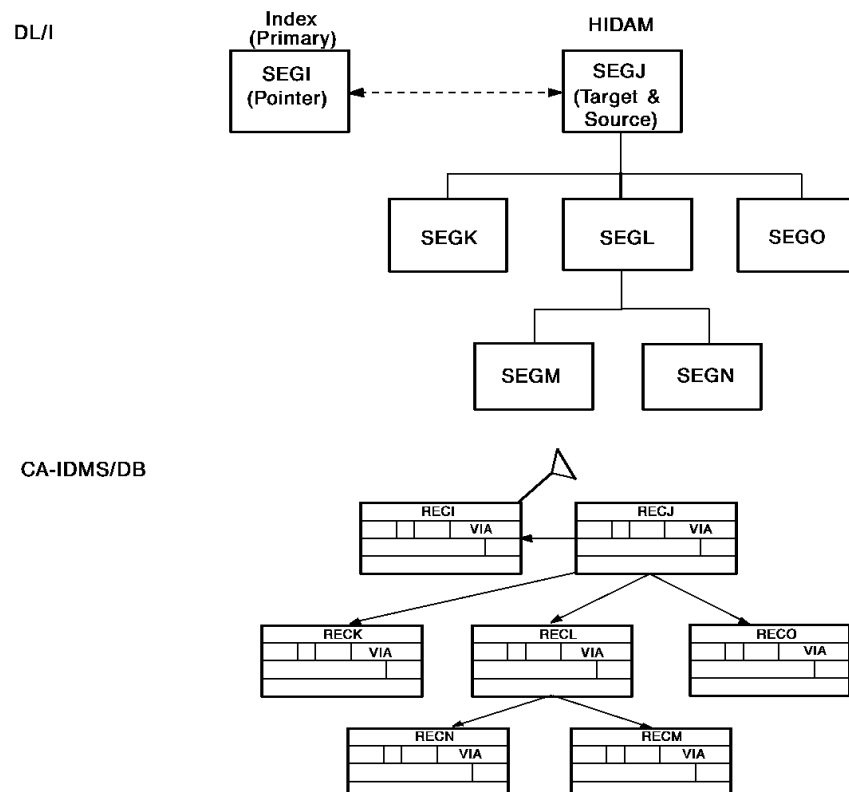 DL/I
Index
(Primary)
HIDAM
SEGI
(Pointer)
SEGJ
(Target &
Source)
SEGK
SEGL
SEGO
SEGM
SEGN
CA-IDMS/DB
RECI
VIA
RECJ
VIA
RECK
VIA
RECL
VIA
RECO
VIA
RECN
VIA
RECM
VIA